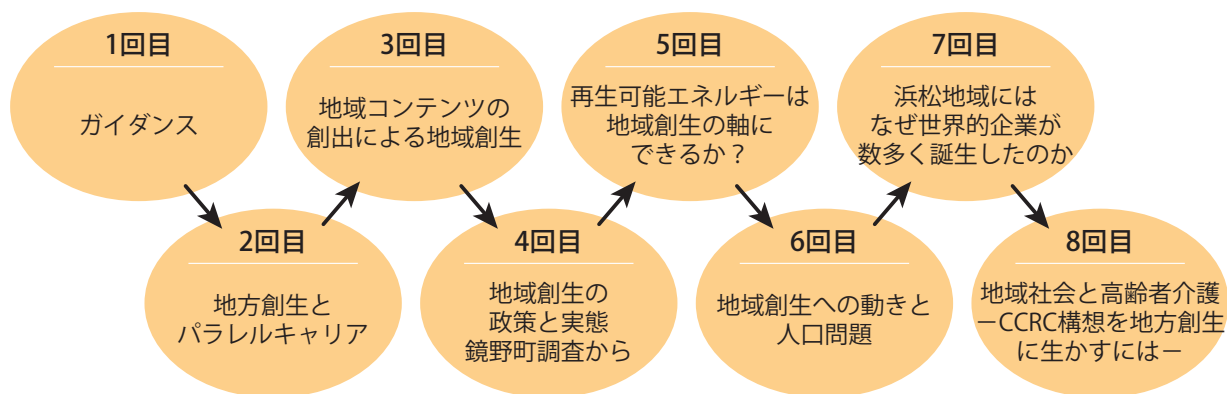 1回目
ガイダンス
2回目
地方創生と
パラレルキャリア
3回目
地域コンテンツの
創出による地域創生
4回目
地域創生の
政策と実態
鏡野町調査から
5回目
再生可能エネルギーは
地域創生の軸に
できるか？
6回目
地域創生への動きと
人口問題
7回目
浜松地域には
なぜ世界的企業が
数多く誕生したのか
8回目
地域社会と高齢者介護
－CCRC構想を地方創生
に生かすには－